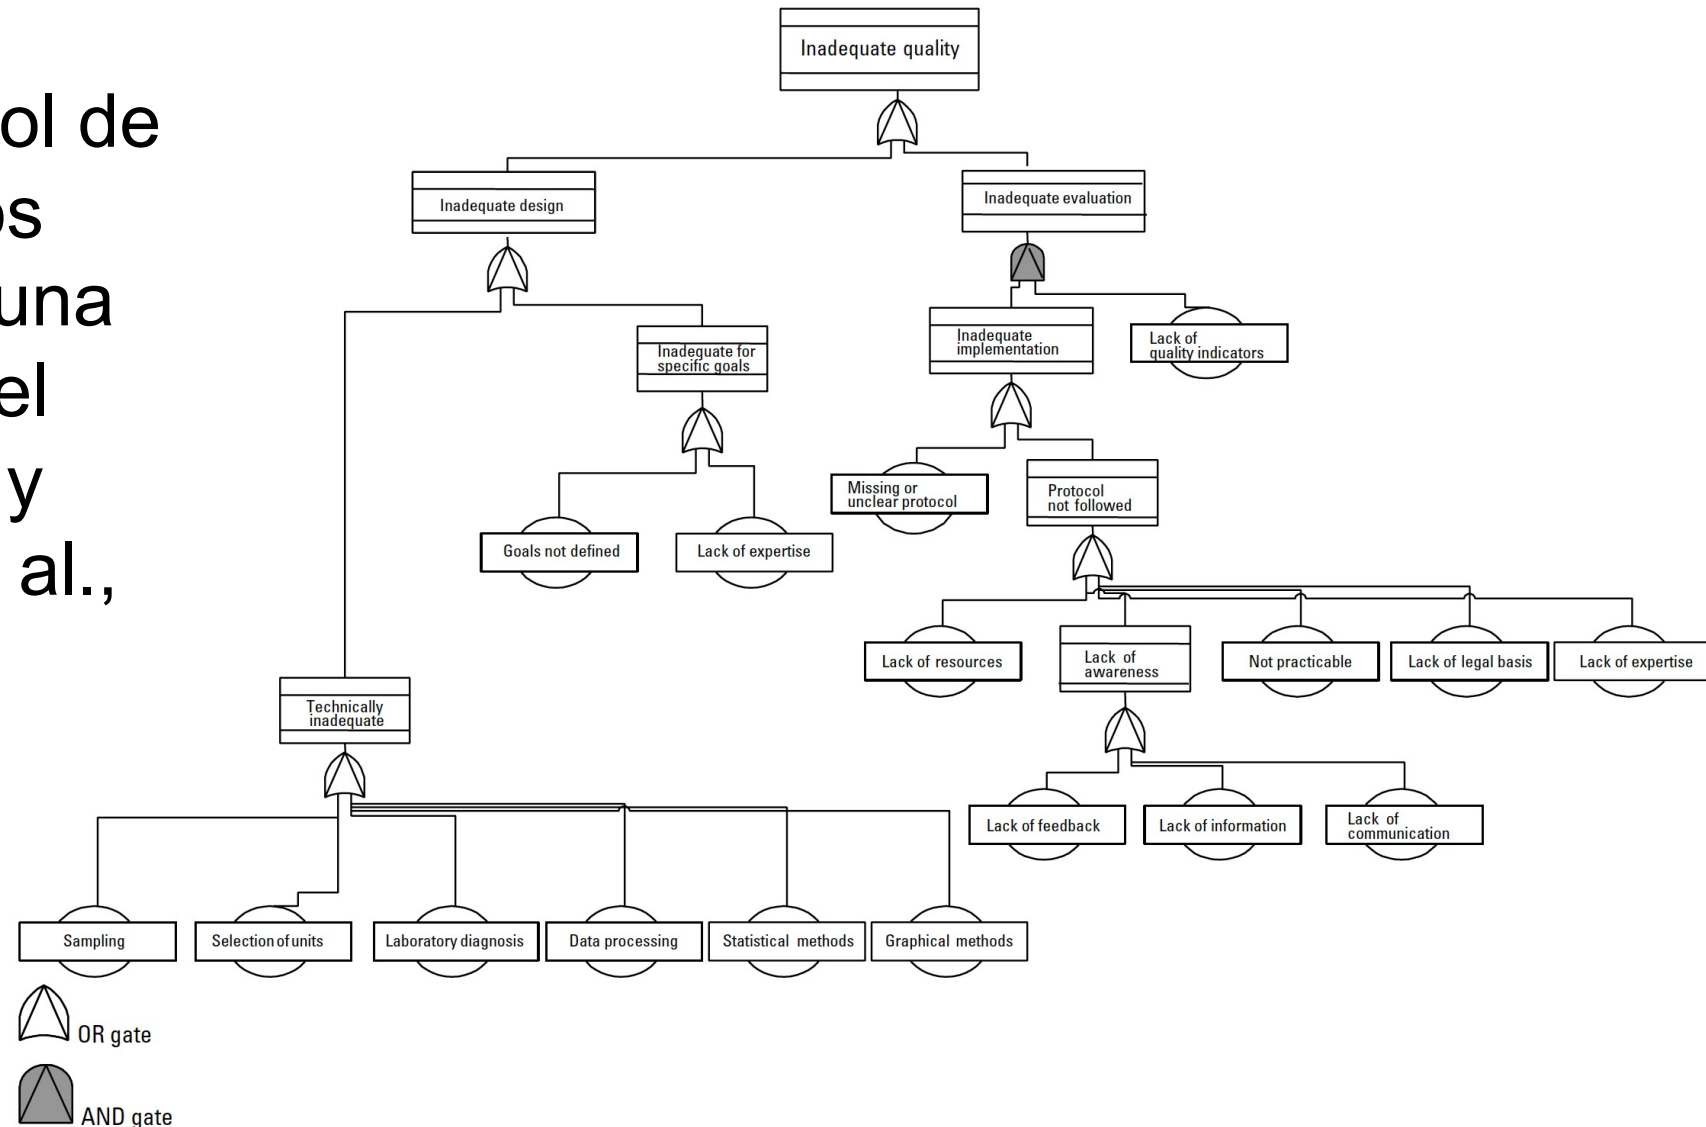 ol de
os
una
el
y
al.,
Inadequate quality
Inadequate design
Inadequate evaluation
Inadequate for
specific goals
Inadequate
implementation
Lack of
quality indicators
Goals not defined
Lack of expertise
Missing or
unclear protocol
Protocol
not followed
Lack of resources
Lack of
awareness
Not practicable
Lack of legal basis
Lack of expertise
Technically
inadequate
Lack of feedback
Lack of information
Lack of
communication
Sampling
Selection of units
Laboratory diagnosis
Data processing
Statistical methods
Graphical methods
OR gate
AND gate